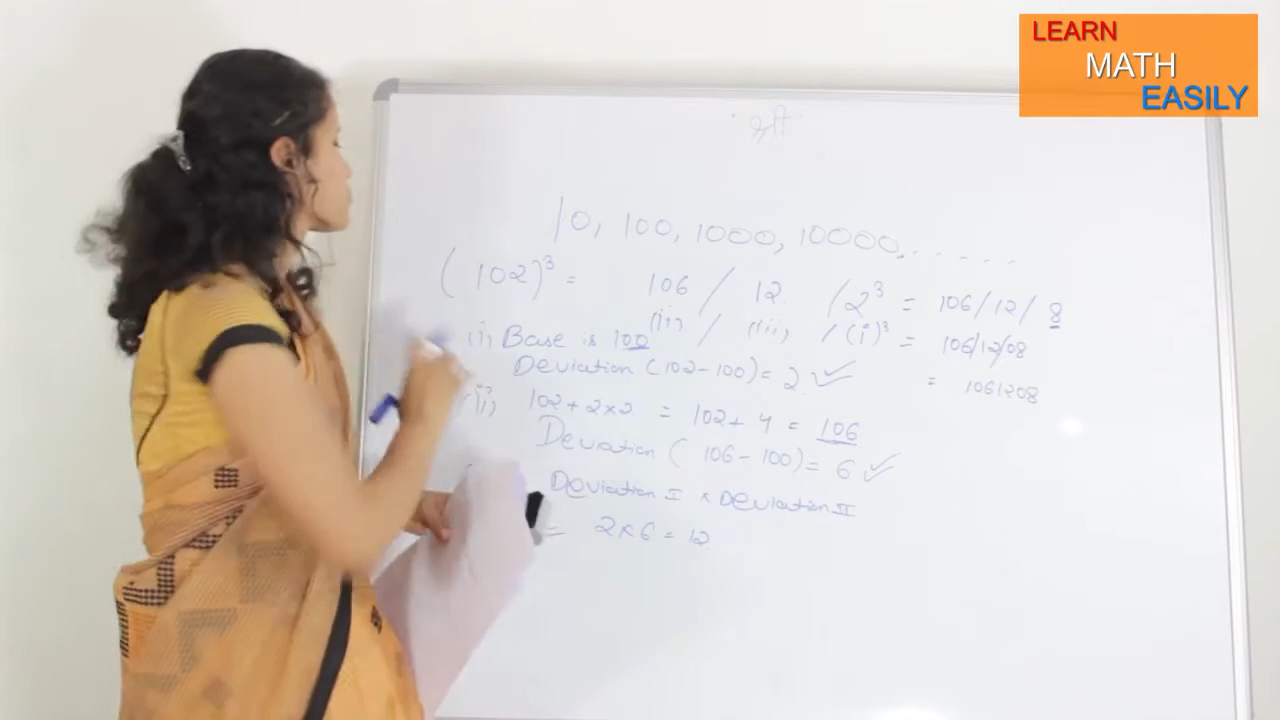 LEARN
MATH
EASILY
श्री
10, 100, 1000, 10000, . . . . . .
(102)³ = 106 / 12 / 2³ = 106/12/8
(ii) / (iii) / (i)³ = 106/12/08
(i) Base is 100
Deviation (102-100) = 2 ✓
= 1061208
(ii) 102 + 2×2 = 102 + 4 = 106
Deviation ( 106 - 100) = 6 ✓
Deviation I × Deviation II
= 2×6 = 12